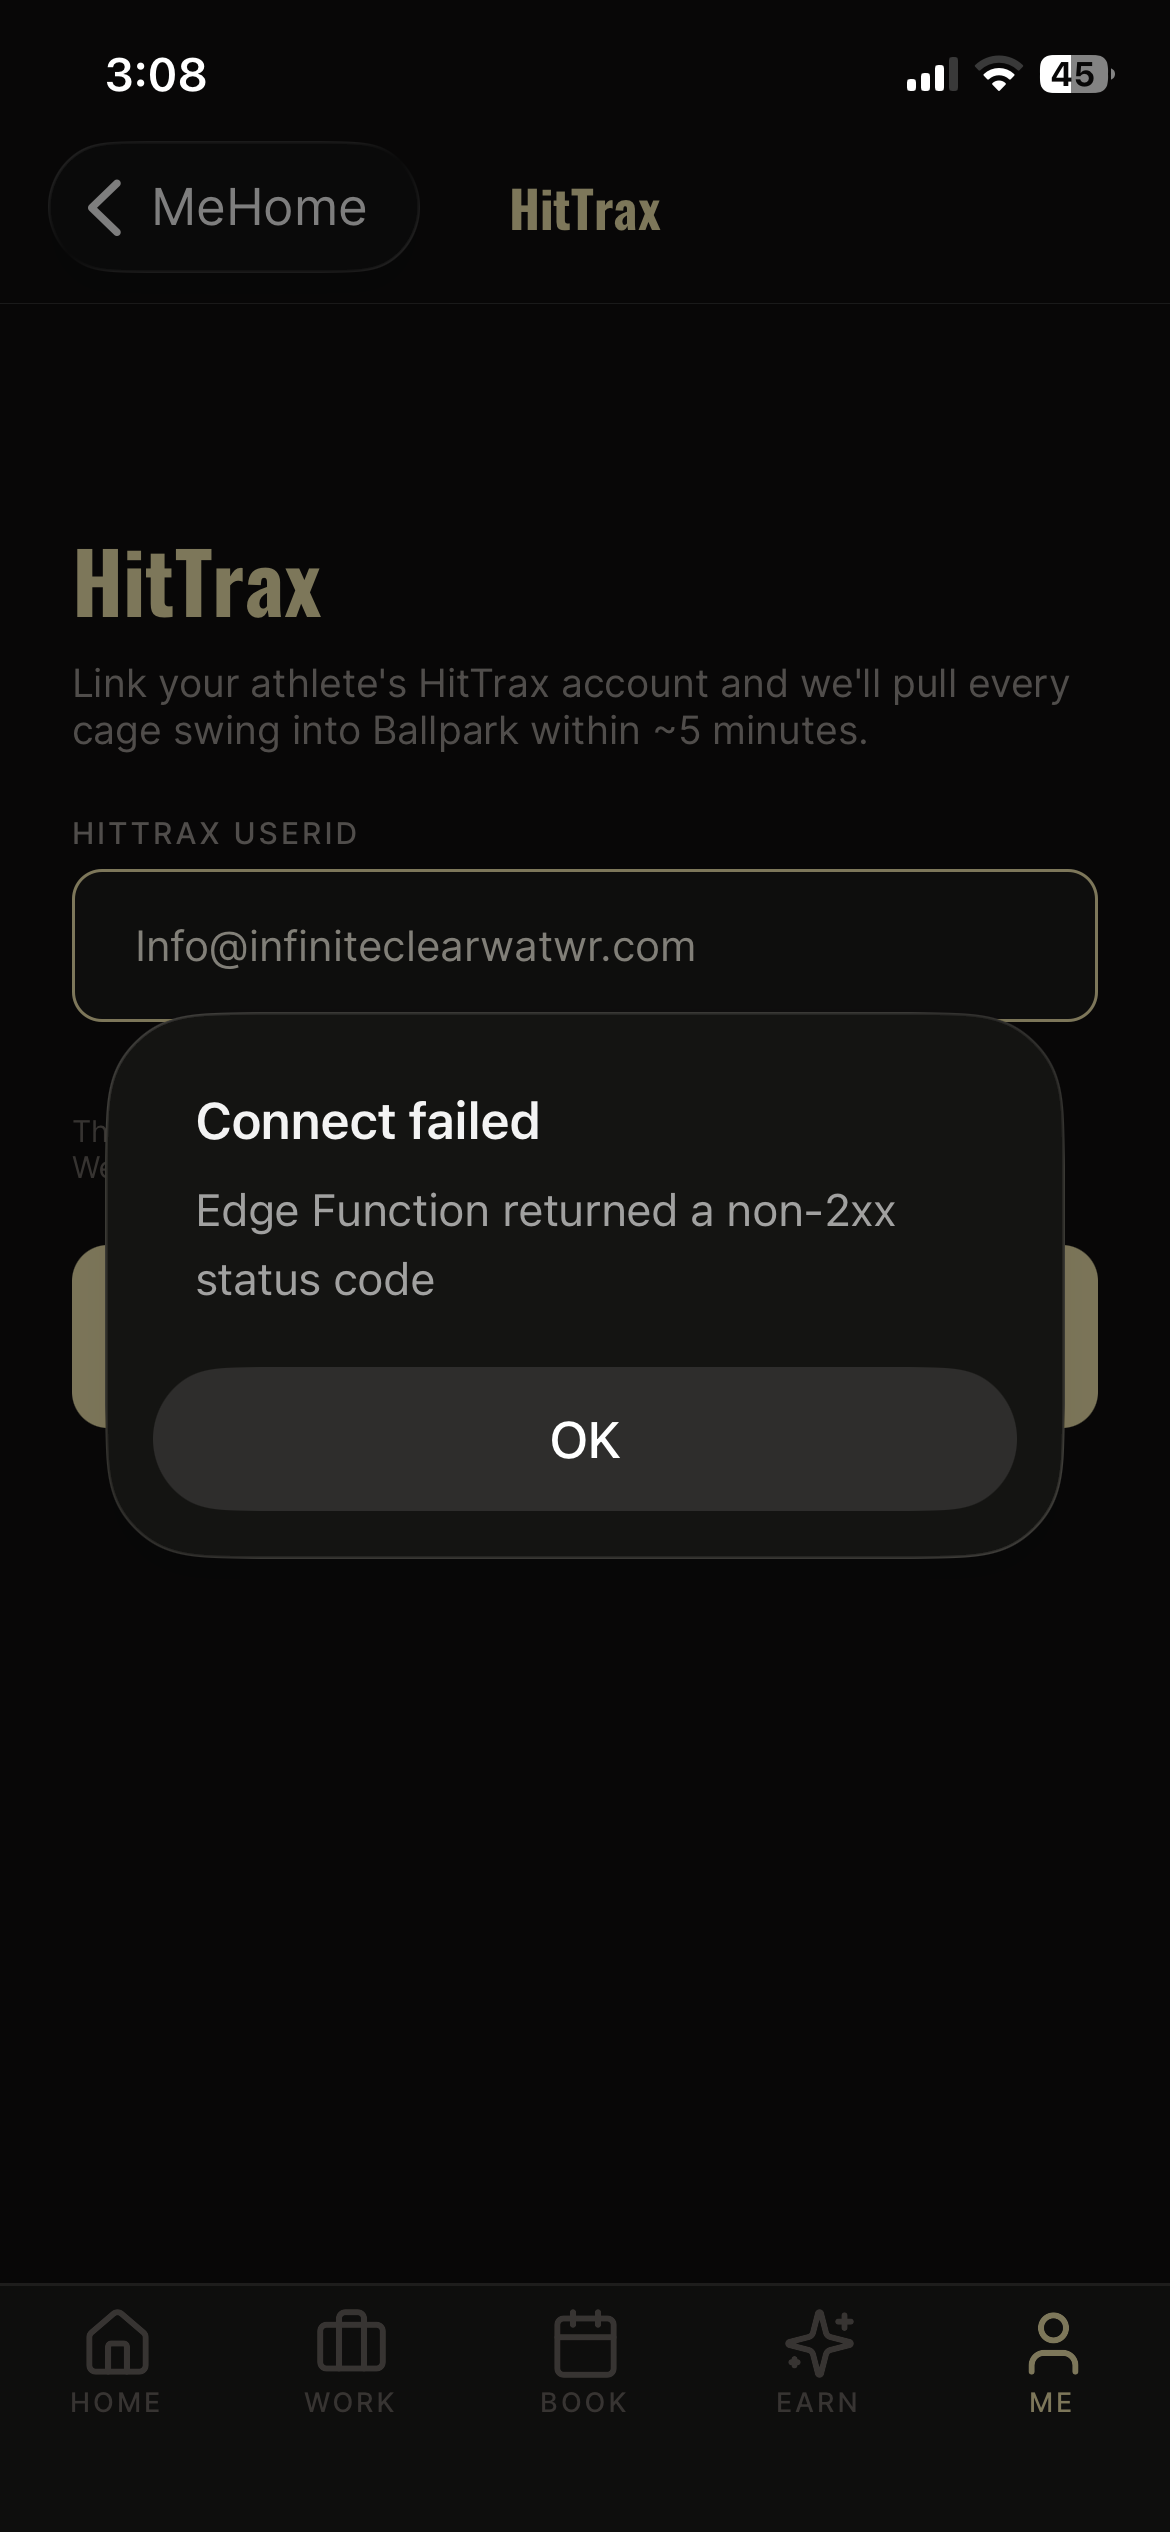 3:08
45
MeHome
HitTrax
HitTrax
Link your athlete's HitTrax account and we'll pull every
cage swing into Ballpark within ~5 minutes.
HITTRAX USERID
Info@infiniteclearwatwr.com
Connect failed
Edge Function returned a non-2xx
status code
OK
HOME
WORK
BOOK
EARN
ME